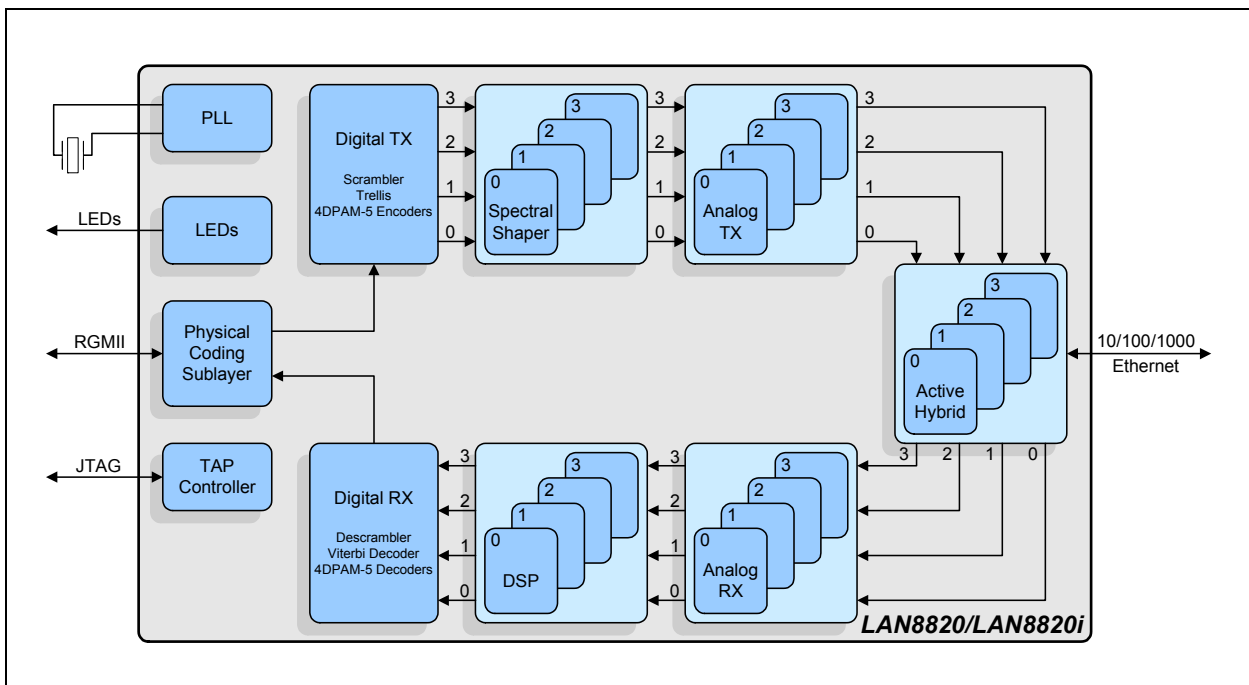 PLL
LEDs
LEDs
RGMII
Physical
Coding
Sublayer
JTAG
TAP
Controller
Digital TX
Scrambler
Trellis
4DPAM-5 Encoders
3
2
1
0
3
2
1
0
Spectral
Shaper
3
2
1
0
3
2
1
0
Analog
TX
3
2
1
0
3
2
1
0
Active
Hybrid
10/100/1000
Ethernet
3 2 1 0
Digital RX
Descrambler
Viterbi Decoder
4DPAM-5 Decoders
3
2
1
0
3
2
1
0
DSP
3
2
1
0
3
2
1
0
Analog
RX
LAN8820/LAN8820i